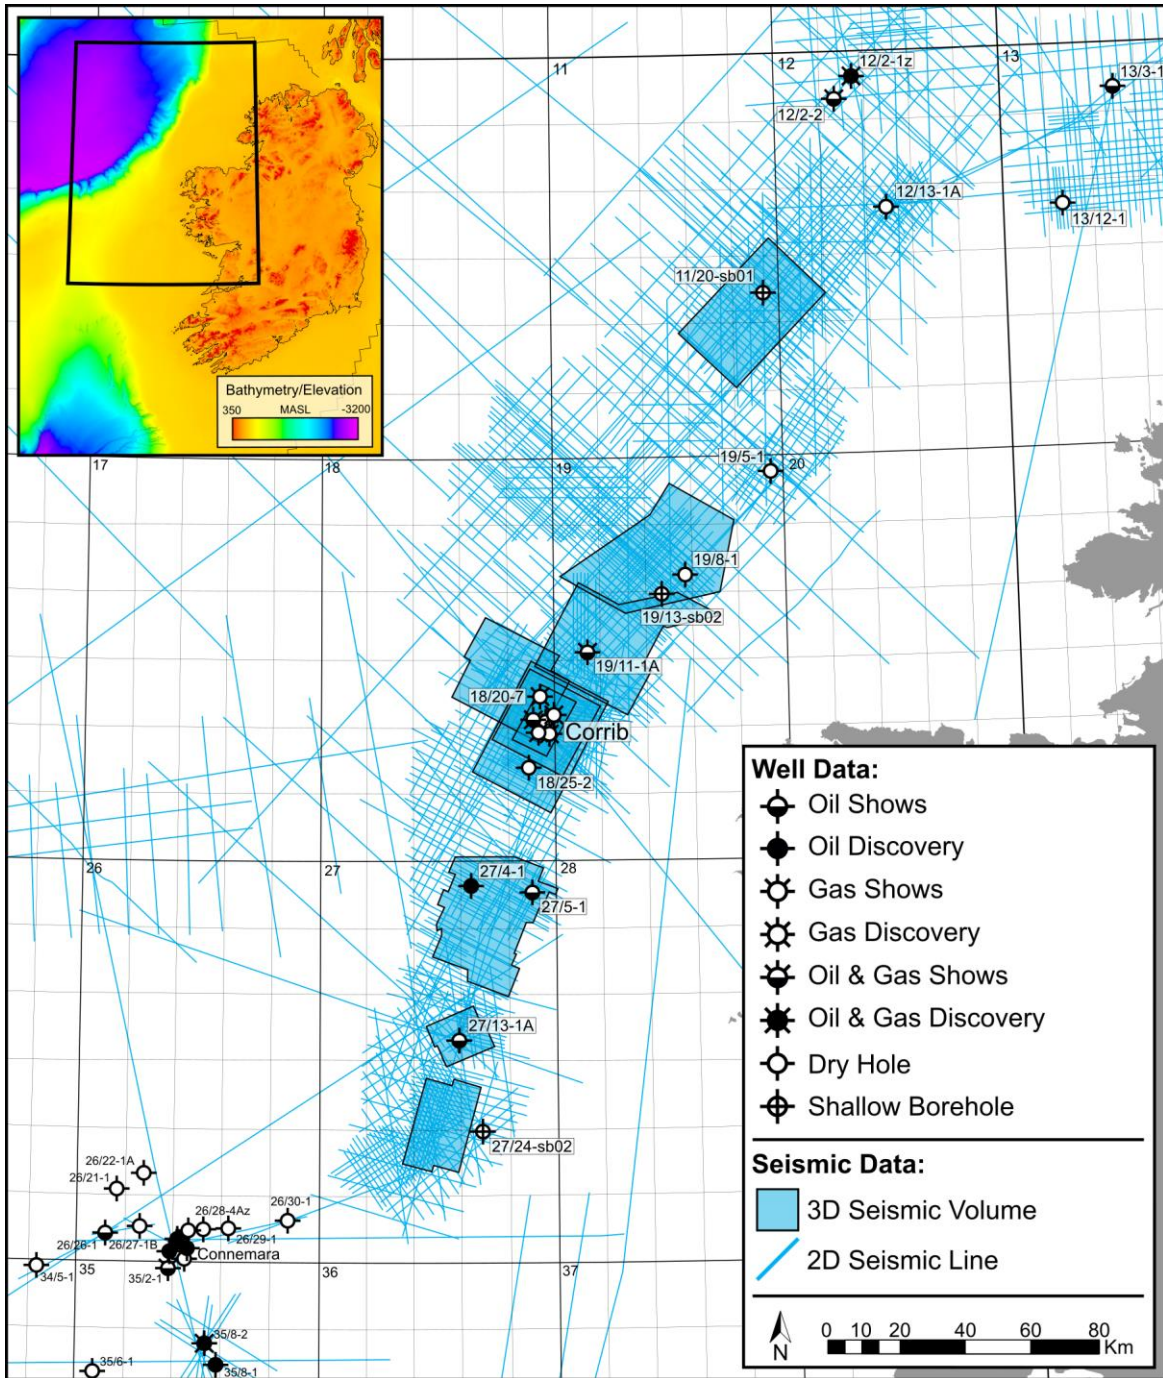 11
12
13
12/2-1z
12/2-2
13/3-1
12/13-1A
13/12-1
11/20-sb01
Bathymetry/Elevation
350 MASL -3200
17
18
19
19/5-1
20
19/8-1
19/13-sb02
19/11-1A
18/20-7
Corrib
18/25-2
26
27
28
27/4-1
27/5-1
27/13-1A
27/24-sb02
26/22-1A
26/21-1
26/28-4Az
26/30-1
26/26-1
26/27-1B
26/29-1
Connemara
34/5-1
35
35/2-1
36
37
35/8-2
35/6-1
35/8-1
Well Data:
Oil Shows
Oil Discovery
Gas Shows
Gas Discovery
Oil & Gas Shows
Oil & Gas Discovery
Dry Hole
Shallow Borehole
Seismic Data:
3D Seismic Volume
2D Seismic Line
N
0 10 20 40 60 80
Km